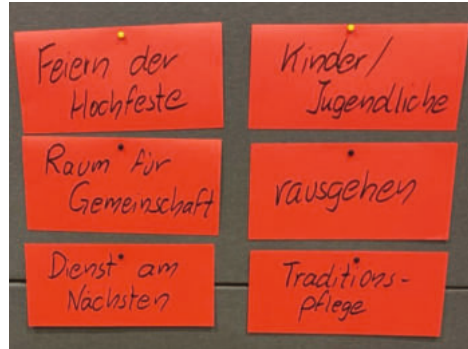 Feiern der
Hochfeste
Kinder/
Jugendliche
Raum für
Gemeinschaft
rausgehen
Dienst am
Nächsten
Traditions-
pflege